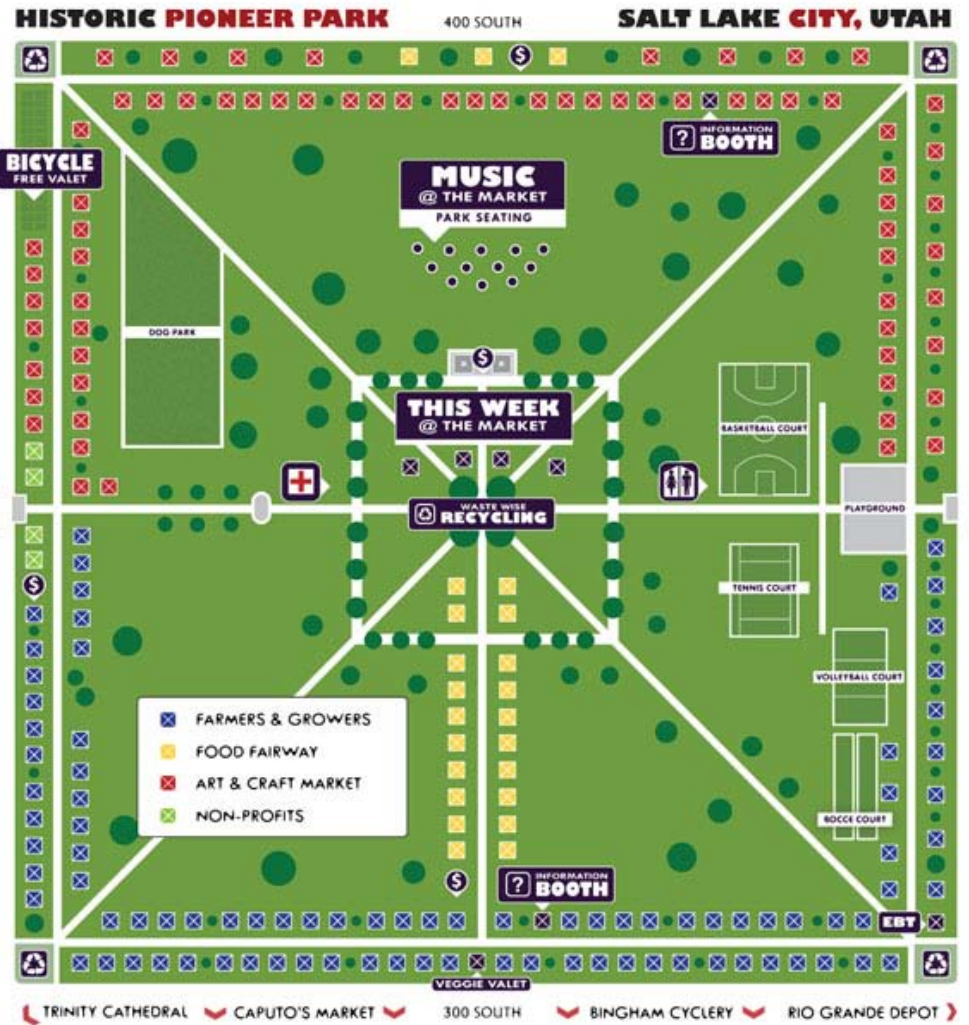 HISTORIC PIONEER PARK
400 SOUTH
SALT LAKE CITY, UTAH
$
? INFORMATION
BOOTH
BICYCLE
FREE VALET
MUSIC
@ THE MARKET
PARK SEATING
DOG PARK
$
THIS WEEK
@ THE MARKET
BASKETBALL COURT
WASTE WISE
RECYCLING
PLAYGROUND
$
TENNIS COURT
VOLLEYBALL COURT
FARMERS & GROWERS
FOOD FAIRWAY
ART & CRAFT MARKET
NON-PROFITS
BOCCE COURT
$
? INFORMATION
BOOTH
EBT
VEGGIE VALET
TRINITY CATHEDRAL
CAPUTO'S MARKET
300 SOUTH
BINGHAM CYCLERY
RIO GRANDE DEPOT